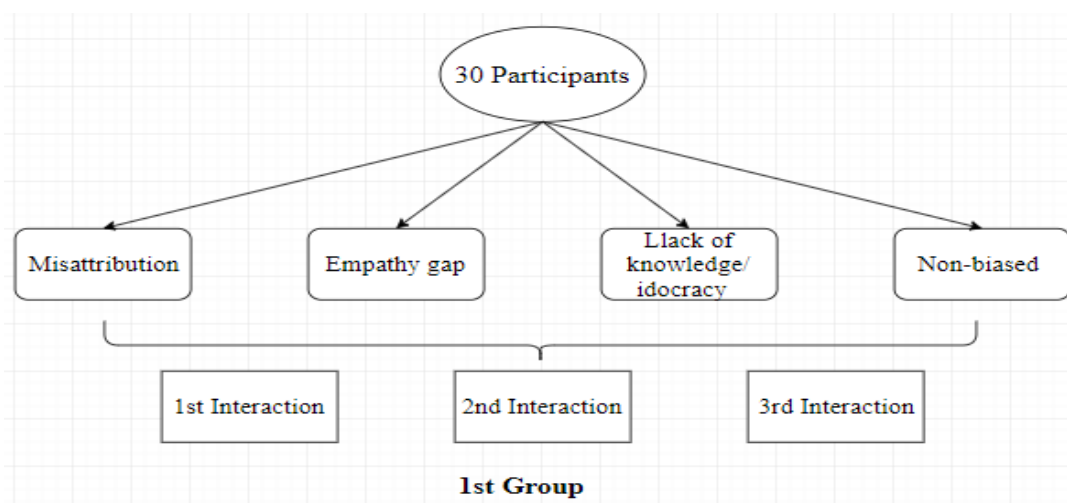 30 Participants
Misattribution
Empathy gap
Llack of
knowledge/
idocracy
Non-biased
1st Interaction
2nd Interaction
3rd Interaction
1st Group